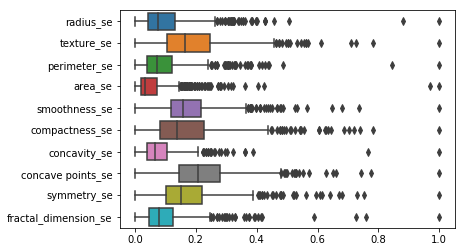 radius_se
texture_se
perimeter_se
area_se
smoothness_se
compactness_se
concavity_se
concave points_se
symmetry_se
fractal_dimension_se
0.0 0.2 0.4 0.6 0.8 1.0